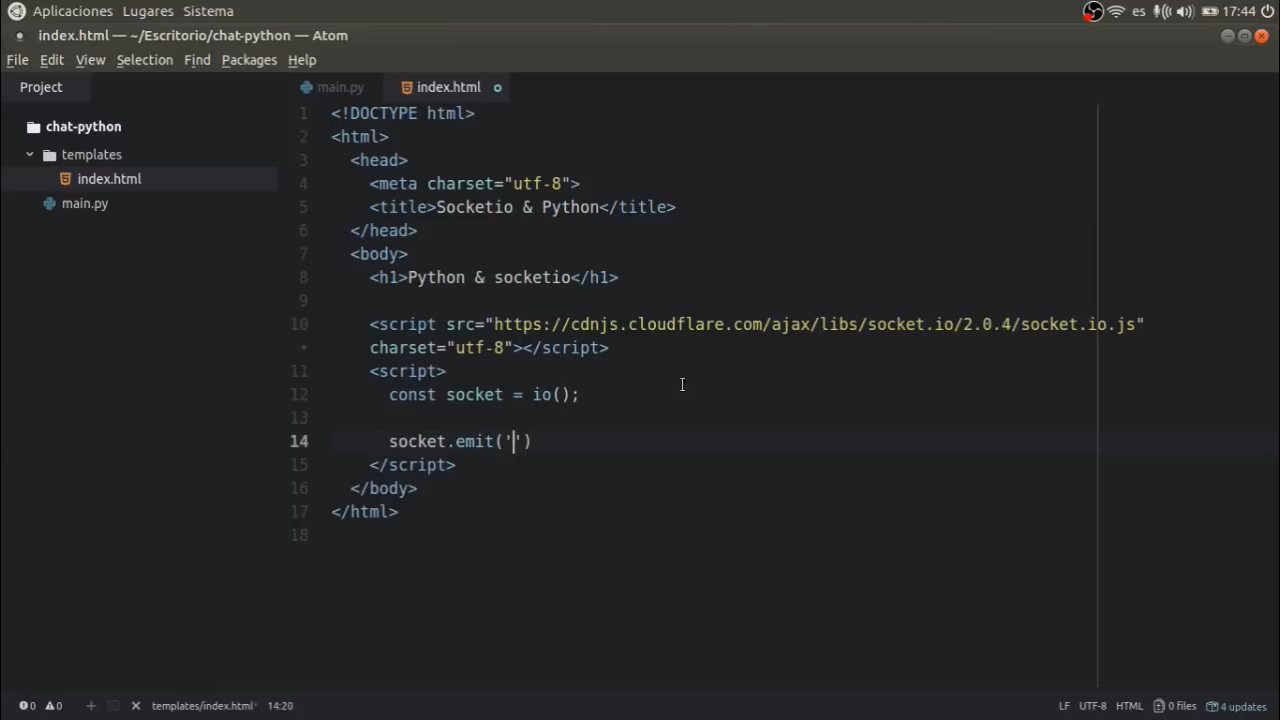 Aplicaciones Lugares Sistema es 17:44
index.html — ~/Escritorio/chat-python — Atom
File Edit View Selection Find Packages Help
Project main.py index.html
chat-python
templates
index.html
main.py
1 <!DOCTYPE html>
2 <html>
3 <head>
4 <meta charset="utf-8">
5 <title>Socketio & Python</title>
6 </head>
7 <body>
8 <h1>Python & socketio</h1>
9
10 <script src="https://cdnjs.cloudflare.com/ajax/libs/socket.io/2.0.4/socket.io.js"
• charset="utf-8"></script>
11 <script>
12 const socket = io();
13
14 socket.emit('')
15 </script>
16 </body>
17 </html>
18
0 0 templates/index.html* 14:20 LF UTF-8 HTML 0 files 4 updates